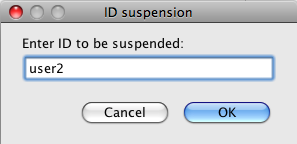 ID suspension
Enter ID to be suspended:
user2
Cancel OK